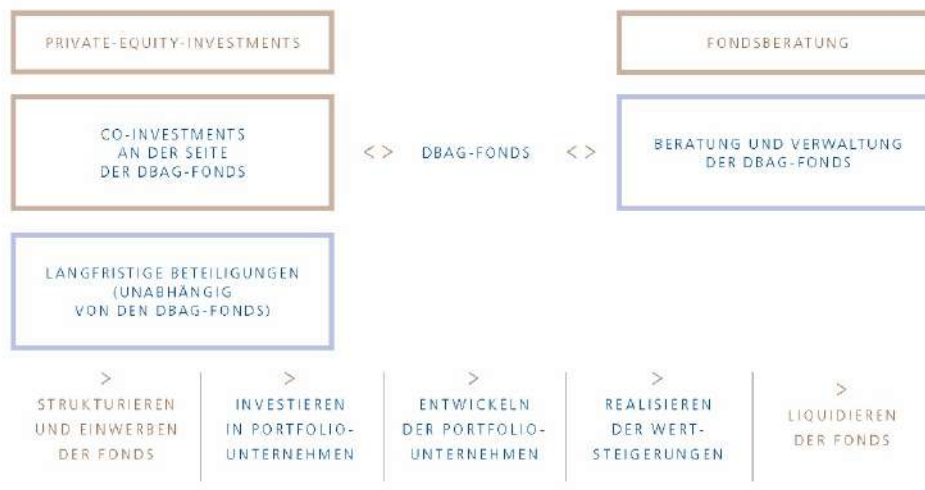 PRIVATE-EQUITY-INVESTMENTS
FONDSBERATUNG
CO-INVESTMENTS
AN DER SEITE
DER DBAG-FONDS
<> DBAG-FONDS <>
BERATUNG UND VERWALTUNG
DER DBAG-FONDS
LANGFRISTIGE BETEILIGUNGEN
(UNABHÄNGIG
VON DEN DBAG-FONDS)
>
STRUKTURIEREN
UND EINWERBEN
DER FONDS
>
INVESTIEREN
IN PORTFOLIO-
UNTERNEHMEN
>
ENTWICKELN
DER PORTFOLIO-
UNTERNEHMEN
>
REALISIEREN
DER WERT-
STEIGERUNGEN
>
LIQUIDIEREN
DER FONDS